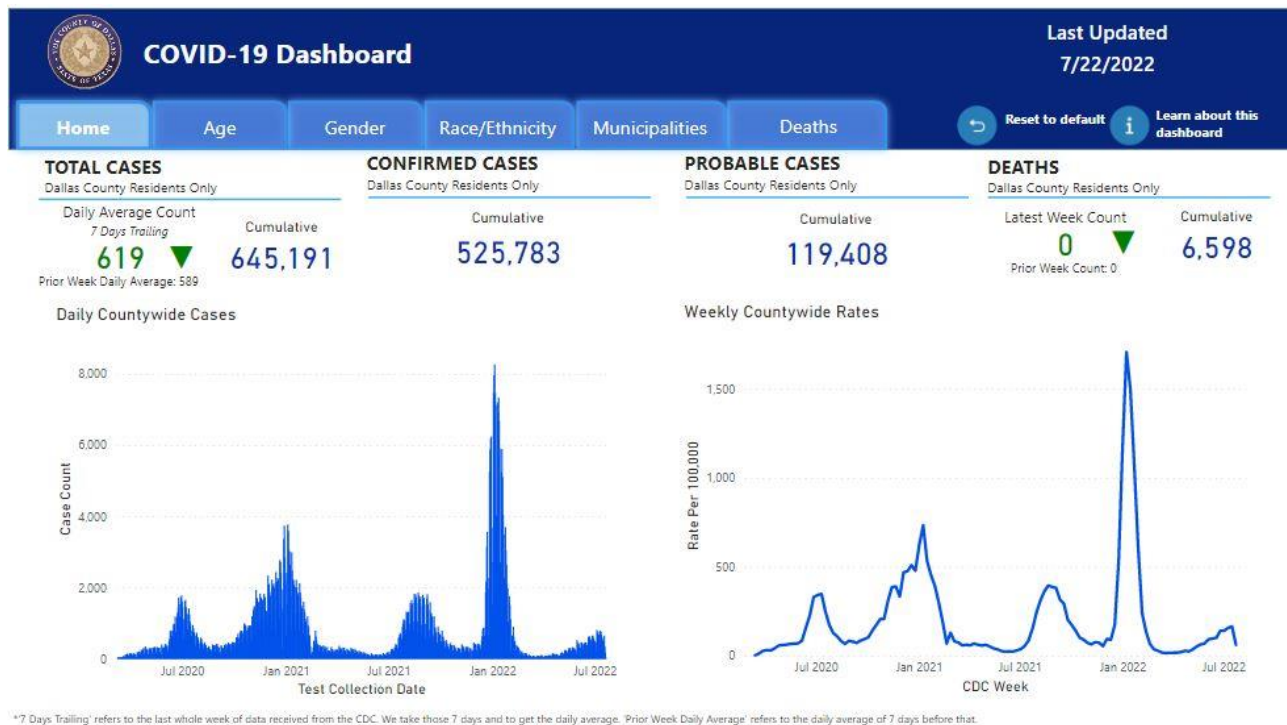 THE COUNTY OF DALLAS
STATE OF TEXAS
COVID-19 Dashboard
Last Updated
7/22/2022
Home
Age
Gender
Race/Ethnicity
Municipalities
Deaths
Reset to default
Learn about this
dashboard
TOTAL CASES
Dallas County Residents Only
Daily Average Count
7 Days Trailing
619
Prior Week Daily Average: 589
Cumulative
645,191
CONFIRMED CASES
Dallas County Residents Only
Cumulative
525,783
PROBABLE CASES
Dallas County Residents Only
Cumulative
119,408
DEATHS
Dallas County Residents Only
Latest Week Count
0
Prior Week Count: 0
Cumulative
6,598
Daily Countywide Cases
Case Count
8,000
6,000
4,000
2,000
0
Jul 2020
Jan 2021
Jul 2021
Jan 2022
Jul 2022
Test Collection Date
Weekly Countywide Rates
Rate Per 100,000
1,500
1,000
500
0
Jul 2020
Jan 2021
Jul 2021
Jan 2022
Jul 2022
CDC Week
*'7 Days Trailing' refers to the last whole week of data received from the CDC. We take those 7 days and to get the daily average. 'Prior Week Daily Average' refers to the daily average of 7 days before that.